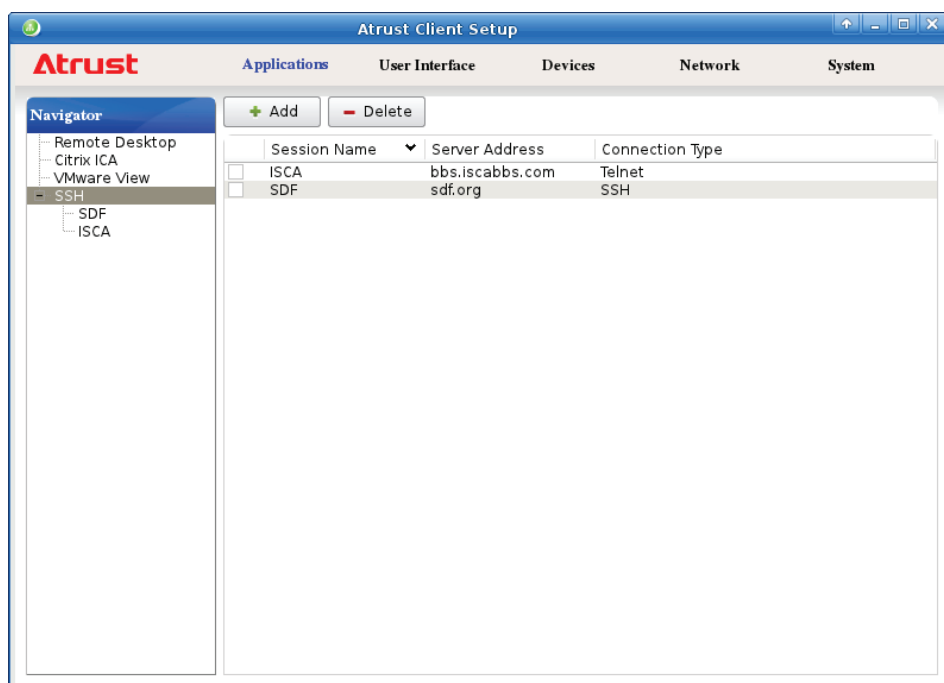 Atrust Client Setup
Atrust
Applications User Interface Devices Network System
Navigator
Remote Desktop
Citrix ICA
VMware View
SSH
SDF
ISCA
Add Delete
Session Name Server Address Connection Type
ISCA bbs.iscabbs.com Telnet
SDF sdf.org SSH